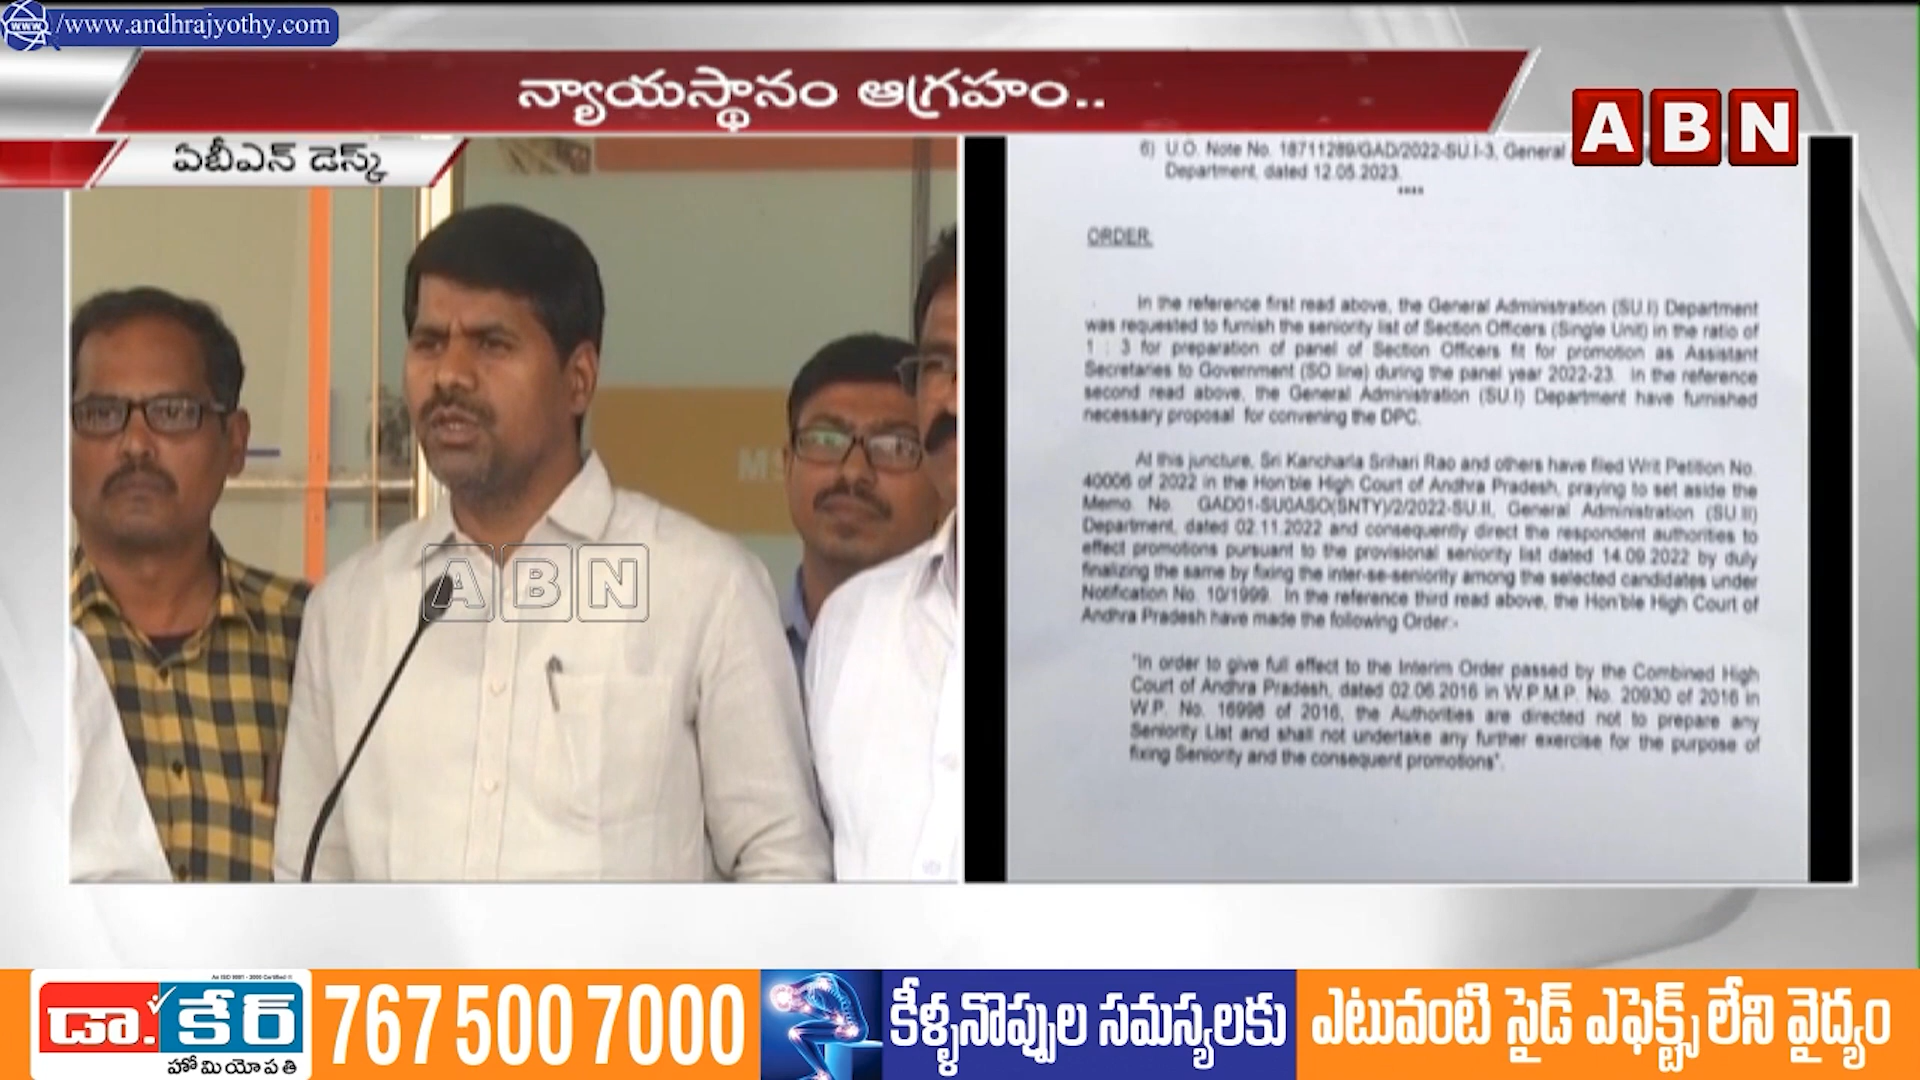 www
/www.andhrajyothy.com
న్యాయస్థానం ఆగ్రహం..
ABN
ఏబీఎన్ డెస్క్
6) U.O. Note No. 18711289/GAD/2022-SU.I-3, General
Department, dated 12.05.2023.
****
ORDER:
In the reference first read above, the General Administration (SU.I) Department
was requested to furnish the seniority list of Section Officers (Single Unit) in the ratio of
1 : 3 for preparation of panel of Section Officers fit for promotion as Assistant
Secretaries to Government (SO line) during the panel year 2022-23. In the reference
second read above, the General Administration (SU.I) Department have furnished
necessary proposal for convening the DPC.
At this juncture, Sri Kancharla Srihari Rao and others have filed Writ Petition No.
40006 of 2022 in the Hon'ble High Court of Andhra Pradesh, praying to set aside the
Memo. No. GAD01-SU0ASO(SNTY)/2/2022-SU.II, General Administration (SU.II)
Department, dated 02.11.2022 and consequently direct the respondent authorities to
effect promotions pursuant to the provisional seniority list dated 14.09.2022 by duly
finalizing the same by fixing the inter-se-seniority among the selected candidates under
Notification No. 10/1999. In the reference third read above, the Hon'ble High Court of
Andhra Pradesh have made the following Order:-
"In order to give full effect to the Interim Order passed by the Combined High
Court of Andhra Pradesh, dated 02.06.2016 in W.P.M.P. No. 20930 of 2016 in
W.P. No. 16998 of 2016, the Authorities are directed not to prepare any
Seniority List and shall not undertake any further exercise for the purpose of
fixing Seniority and the consequent promotions".
MS
ABN
An ISO 9001 - 2008 Certified
డా. కేర్
హోమియోపతి
767 500 7000
కీళ్ళనొప్పుల సమస్యలకు
ఎటువంటి సైడ్ ఎఫెక్ట్స్ లేని వైద్యం